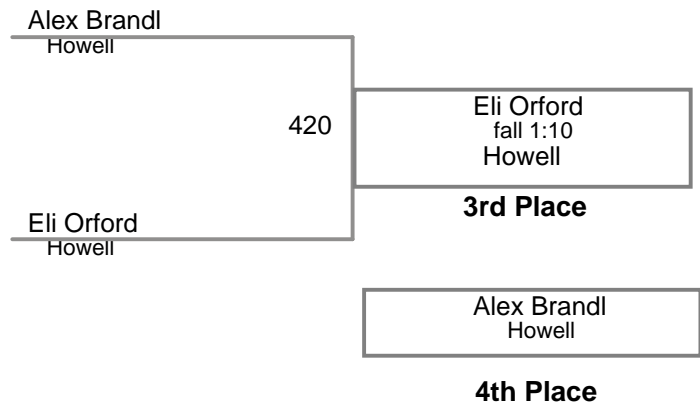 Alex Brandl
Howell
420
Eli Orford
fall 1:10
Howell
3rd Place
Eli Orford
Howell
Alex Brandl
Howell
4th Place